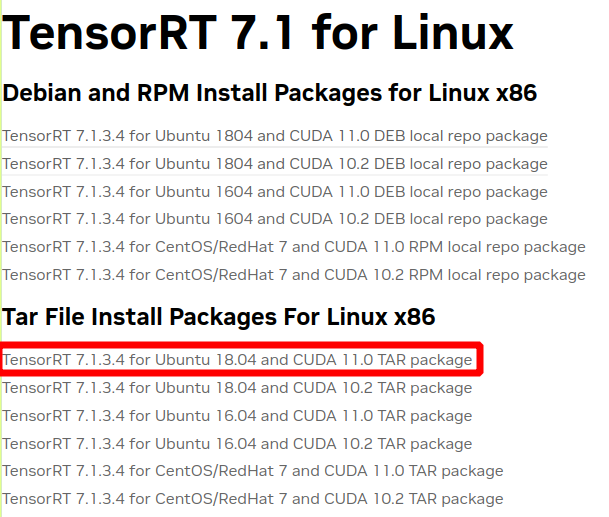 TensorRT 7.1 for Linux
Debian and RPM Install Packages for Linux x86
TensorRT 7.1.3.4 for Ubuntu 1804 and CUDA 11.0 DEB local repo package
TensorRT 7.1.3.4 for Ubuntu 1804 and CUDA 10.2 DEB local repo package
TensorRT 7.1.3.4 for Ubuntu 1604 and CUDA 11.0 DEB local repo package
TensorRT 7.1.3.4 for Ubuntu 1604 and CUDA 10.2 DEB local repo package
TensorRT 7.1.3.4 for CentOS/RedHat 7 and CUDA 11.0 RPM local repo package
TensorRT 7.1.3.4 for CentOS/RedHat 7 and CUDA 10.2 RPM local repo package
Tar File Install Packages For Linux x86
TensorRT 7.1.3.4 for Ubuntu 18.04 and CUDA 11.0 TAR package
TensorRT 7.1.3.4 for Ubuntu 18.04 and CUDA 10.2 TAR package
TensorRT 7.1.3.4 for Ubuntu 16.04 and CUDA 11.0 TAR package
TensorRT 7.1.3.4 for Ubuntu 16.04 and CUDA 10.2 TAR package
TensorRT 7.1.3.4 for CentOS/RedHat 7 and CUDA 11.0 TAR package
TensorRT 7.1.3.4 for CentOS/RedHat 7 and CUDA 10.2 TAR package